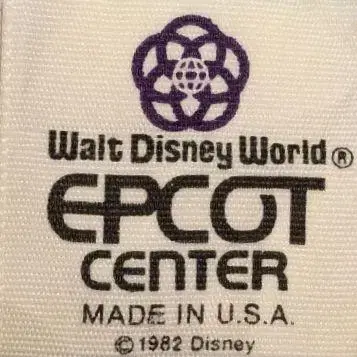 Walt Disney World®
EPCOT
CENTER
MADE IN U.S.A.
© 1982 Disney